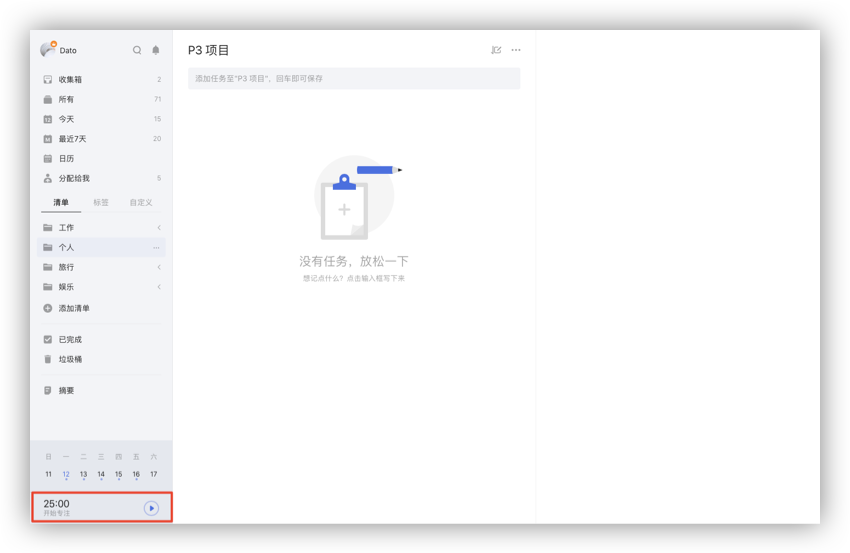 Dato
收集箱 2
所有 71
今天 15
最近7天 20
日历
分配给我 5
清单 标签 自定义
工作
个人
旅行
娱乐
添加清单
已完成
垃圾桶
摘要
日 一 二 三 四 五 六
11 12 13 14 15 16 17
25:00
开始专注
P3 项目
添加任务至"P3 项目"，回车即可保存
没有任务，放松一下
想记点什么？点击输入框写下来